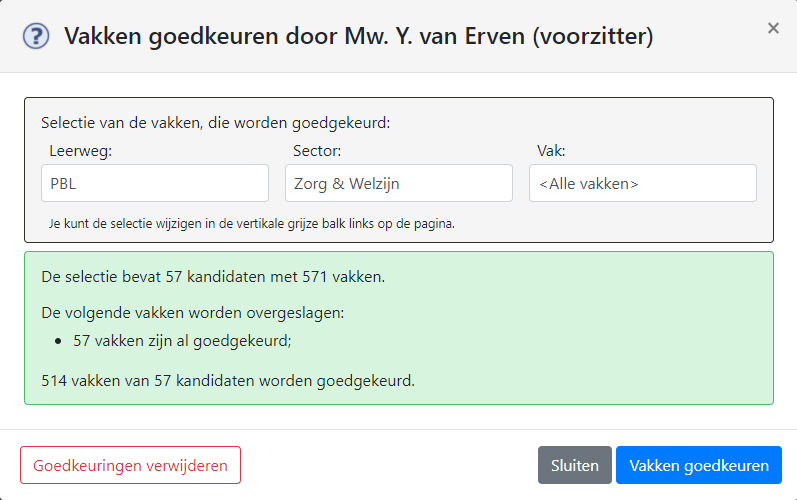 Vakken goedkeuren door Mw. Y. van Erven (voorzitter)
×
Selectie van de vakken, die worden goedgekeurd:
Leerweg: Sector: Vak:
PBL Zorg & Welzijn <Alle vakken>
Je kunt de selectie wijzigen in de vertikale grijze balk links op de pagina.
De selectie bevat 57 kandidaten met 571 vakken.
De volgende vakken worden overgeslagen:
• 57 vakken zijn al goedgekeurd;
514 vakken van 57 kandidaten worden goedgekeurd.
Goedkeuringen verwijderen Sluiten Vakken goedkeuren